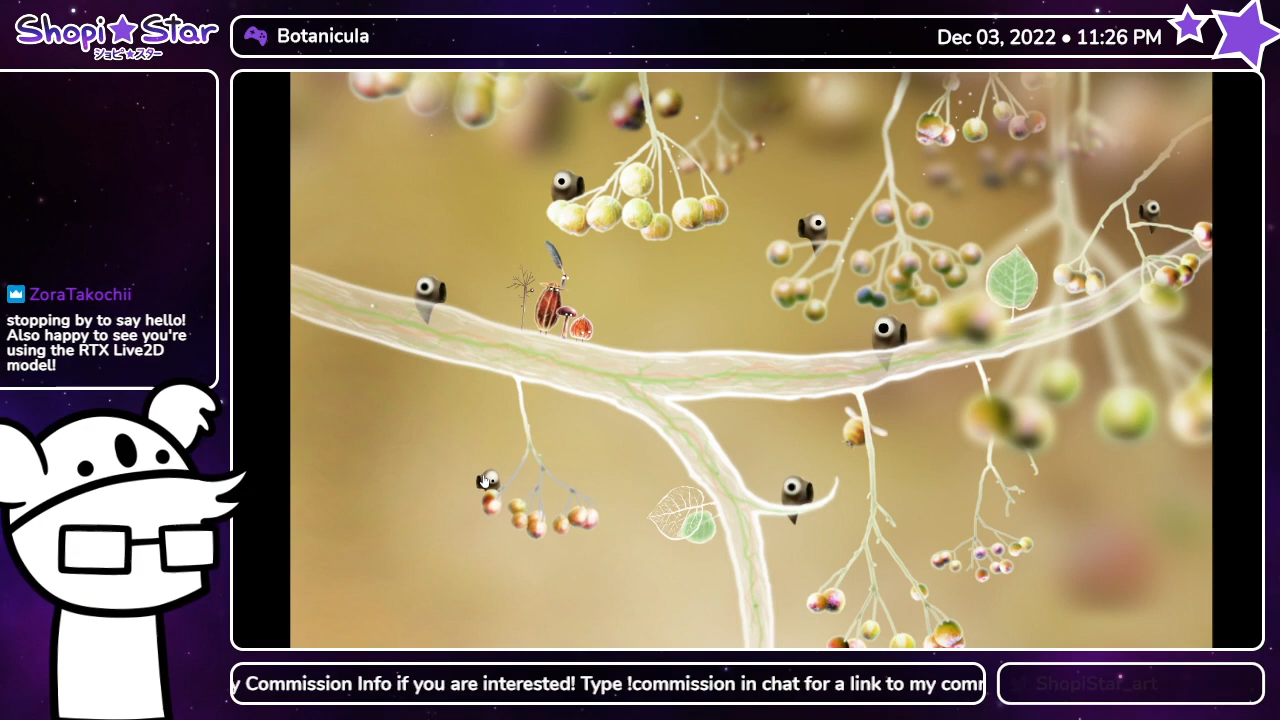 Shopi★Star
ショピ★スター
Botanicula
Dec 03, 2022 • 11:26 PM
ZoraTakochii
stopping by to say hello!
Also happy to see you're
using the RTX Live2D
model!
y Commission Info if you are interested! Type !commission in chat for a link to my com
ShopiStar_art